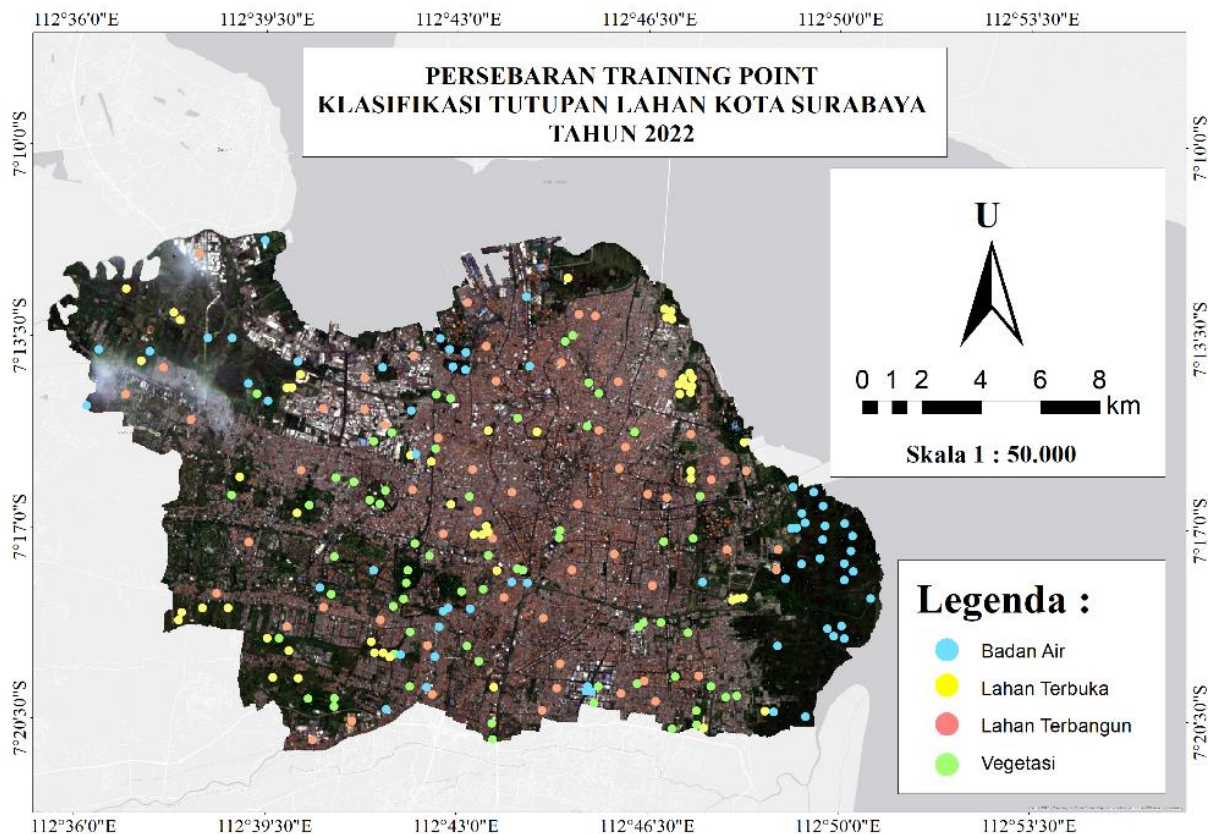 112°36'0"E 112°39'30"E 112°43'0"E 112°46'30"E 112°50'0"E 112°53'30"E
PERSEBARAN TRAINING POINT
KLASIFIKASI TUTUPAN LAHAN KOTA SURABAYA
TAHUN 2022
7°10'0"S 7°10'0"S
U
7°13'30"S 7°13'30"S
0 1 2 4 6 8
km
Skala 1 : 50.000
7°17'0"S 7°17'0"S
Legenda :
Badan Air
Lahan Terbuka
Lahan Terbangun
Vegetasi
7°20'30"S 7°20'30"S
112°36'0"E 112°39'30"E 112°43'0"E 112°46'30"E 112°50'0"E 112°53'30"E